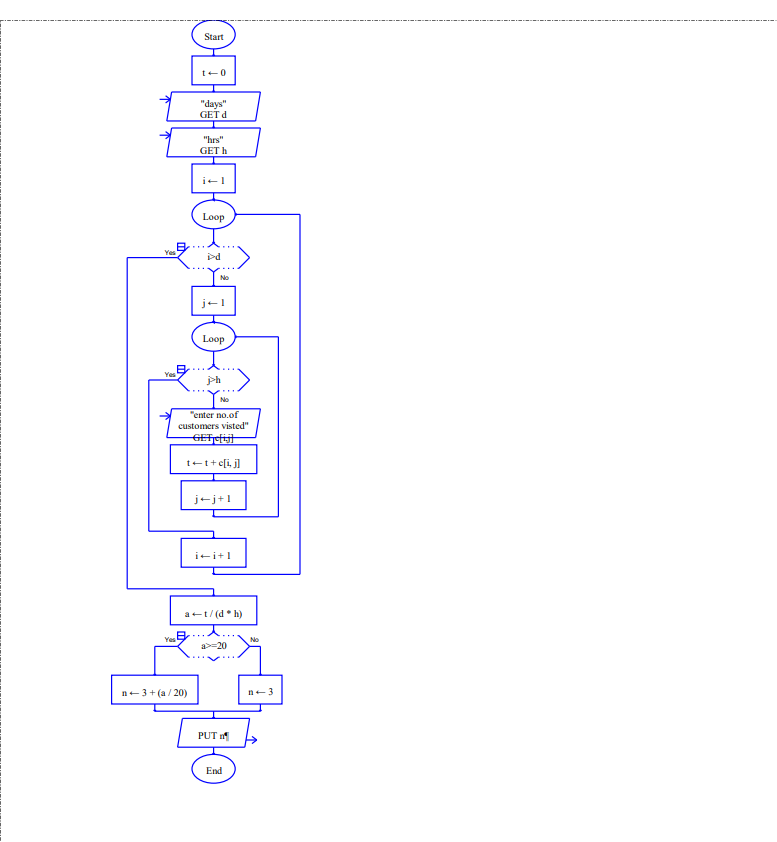 Start
t ← 0
"days"
GET d
"hrs"
GET h
i ← 1
Loop
Yes
i>d
No
j ← 1
Loop
Yes
j>h
No
"enter no.of
customers visted"
GET c[i,j]
t ← t + c[i, j]
j ← j + 1
i ← i + 1
a ← t / (d * h)
Yes
No
a>=20
n ← 3 + (a / 20)
n ← 3
PUT n¶
End